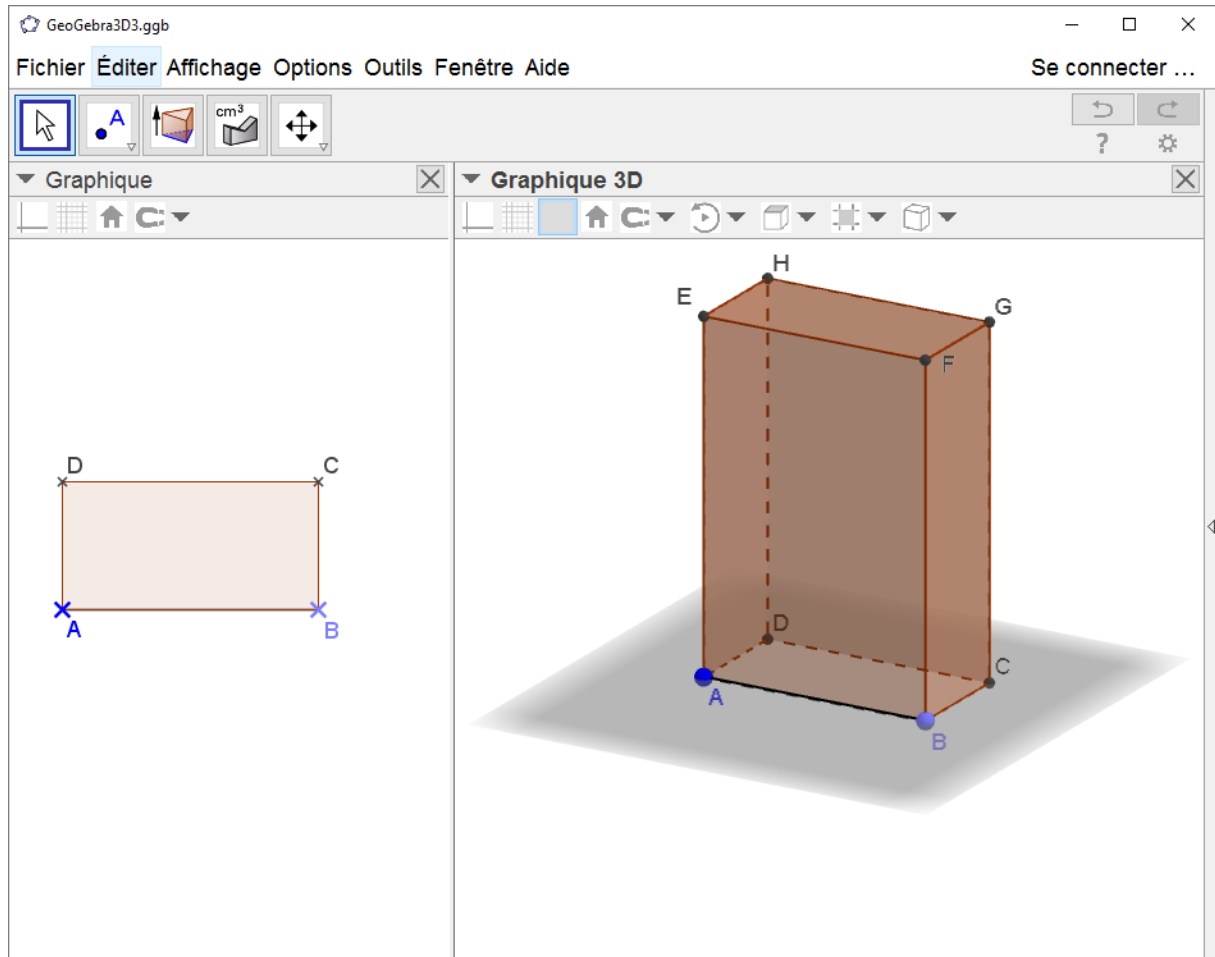 GeoGebra3D3.ggb
Fichier Éditer Affichage Options Outils Fenêtre Aide Se connecter ...
A cm³ ?
Graphique Graphique 3D
H
E
G
F
D C
D
C
A B
A
B